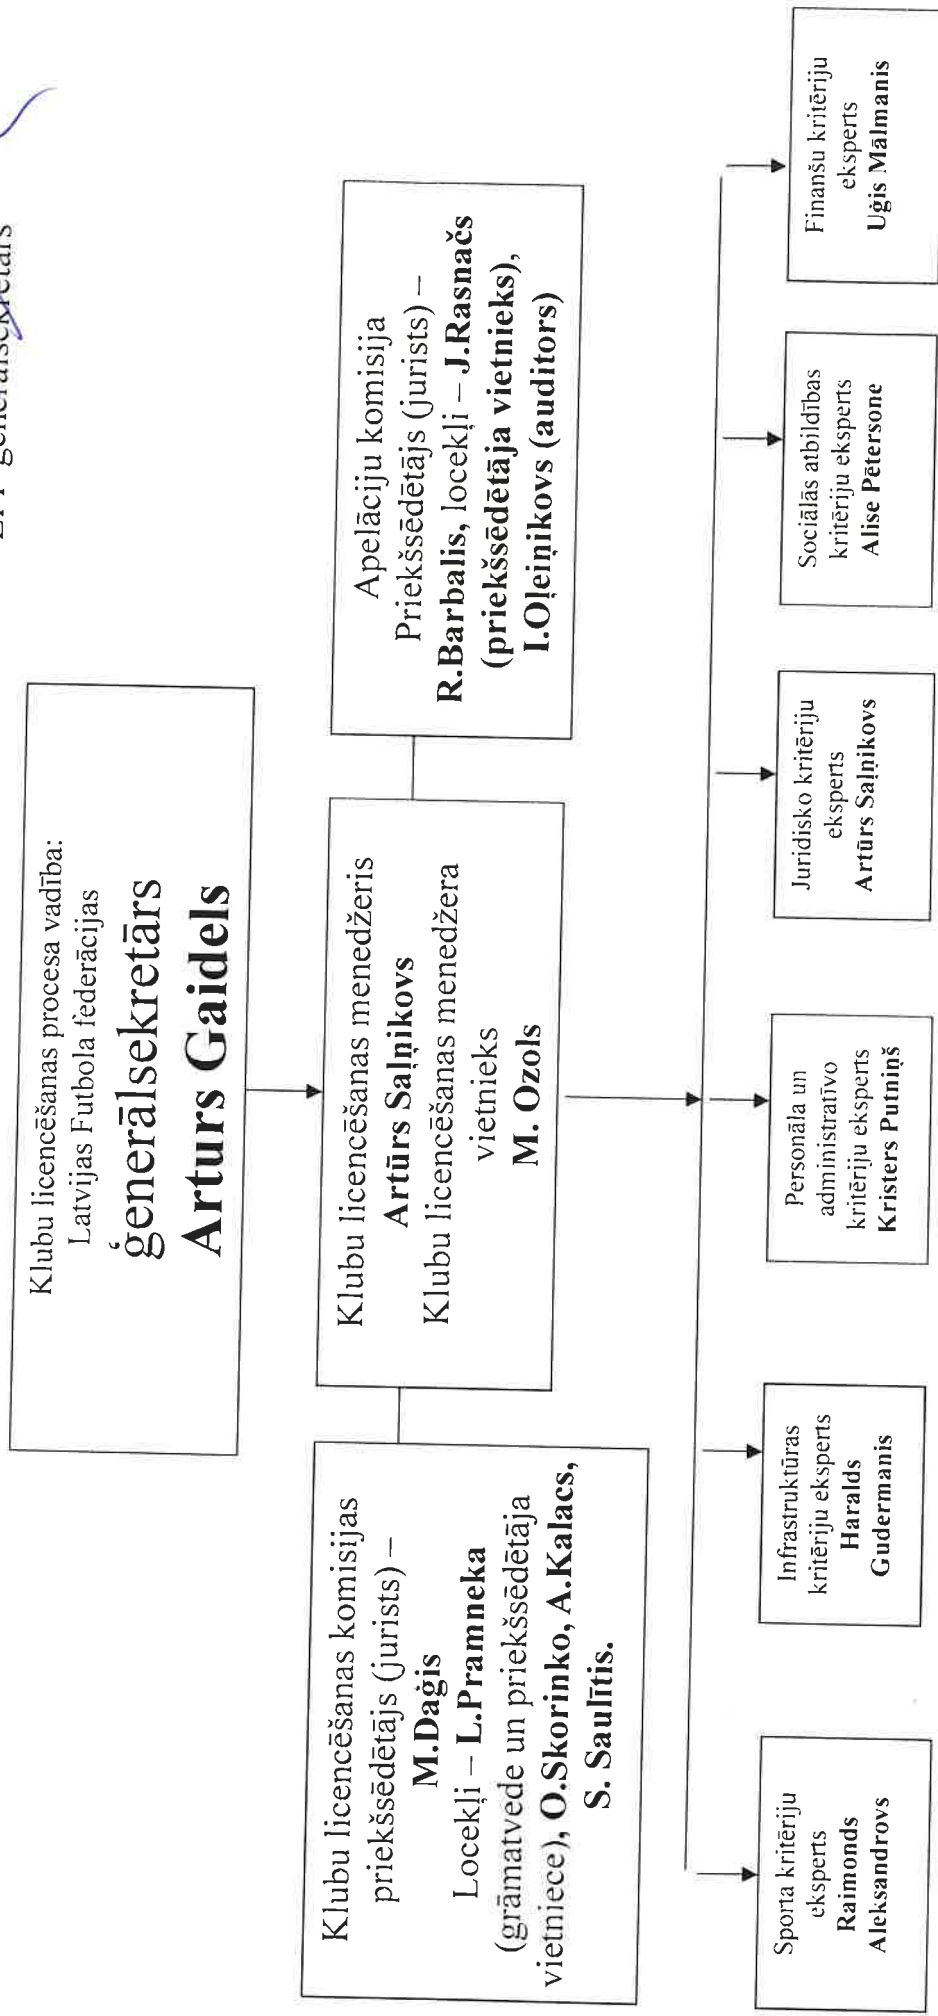 ģenerālsekretārs
Klubu licencēšanas procesa vadība:
Latvijas Futbola federācijas
ģenerālsekretārs
Arturs Gaidels
Klubu licencēšanas komisijas
priekšsēdētājs (jurists) –
M.Daģis
Locekļi – L.Pramneka
(grāmatvede un priekšsēdētāja
vietniece), O.Skorinko, A.Kalacs,
S. Saulītis.
Klubu licencēšanas menedžeris
Artūrs Saļņikovs
Klubu licencēšanas menedžera
vietnieks
M. Ozols
Apelāciju komisija
Priekšsēdētājs (jurists) –
R.Barbalis, locekļi – J.Rasnačs
(priekšsēdētāja vietnieks),
I.Oļeiņikovs (auditors)
Sporta kritēriju
eksperts
Raimonds
Aleksandrovs
Infrastruktūras
kritēriju eksperts
Haralds
Gudermanis
Personāla un
administratīvo
kritēriju eksperts
Kristers Putniņš
Juridisko kritēriju
eksperts
Artūrs Saļņikovs
Sociālās atbildības
kritēriju eksperts
Alise Pētersone
Finanšu kritēriju
eksperts
Uģis Mālmanis